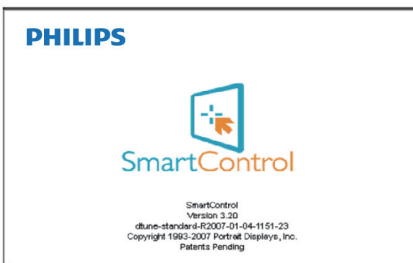 PHILIPS
SmartControl
SmartControl
Version 3.20
dtune-standard-R2007-01-04-1151-23
Copyright 1993-2007 Portrait Displays, Inc.
Patents Pending